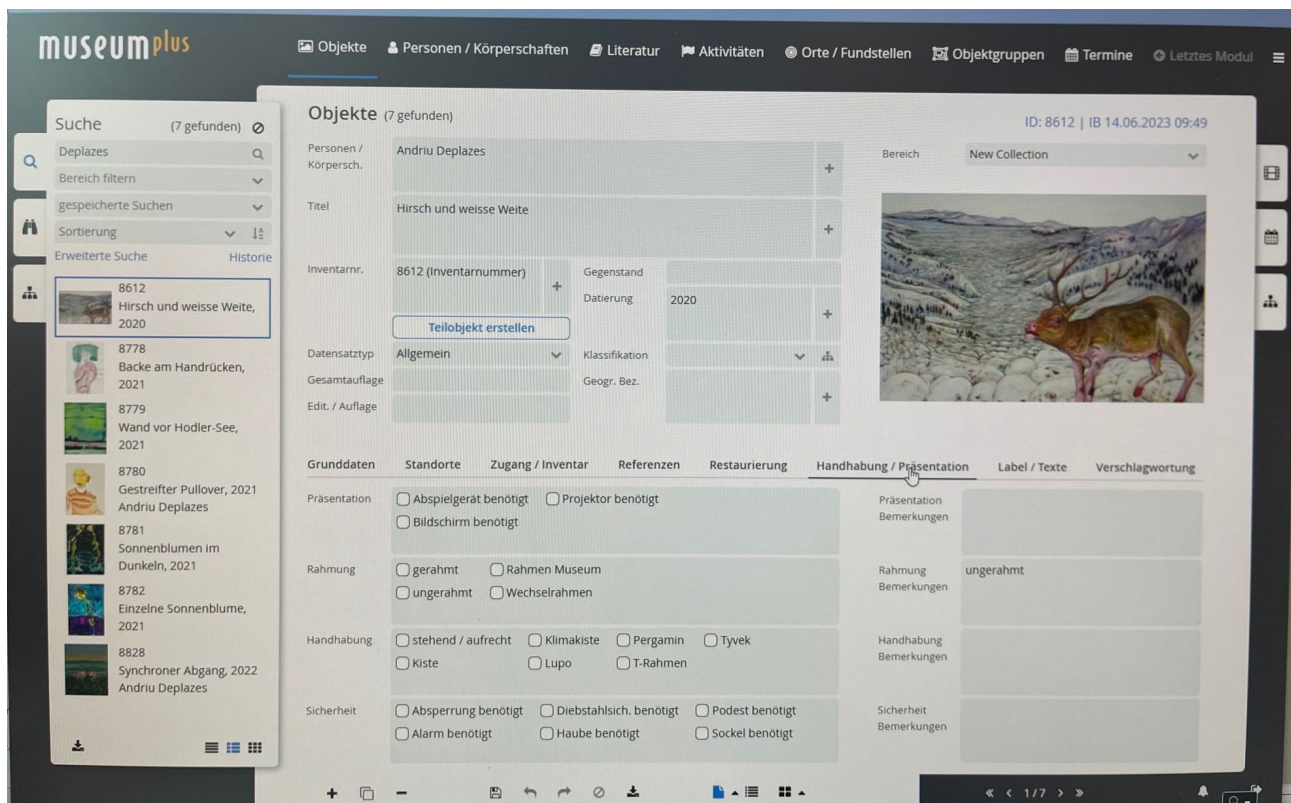 museumplus
Objekte
Personen / Körperschaften
Literatur
Aktivitäten
Orte / Fundstellen
Objektgruppen
Termine
Letztes Modul
Suche
(7 gefunden)
Deplazes
Bereich filtern
gespeicherte Suchen
Sortierung
Erweiterte Suche
Historie
8612
Hirsch und weisse Weite,
2020
8778
Backe am Handrücken,
2021
8779
Wand vor Hodler-See,
2021
8780
Gestreifter Pullover, 2021
Andriu Deplazes
8781
Sonnenblumen im
Dunkeln, 2021
8782
Einzelne Sonnenblume,
2021
8828
Synchroner Abgang, 2022
Andriu Deplazes
Objekte (7 gefunden)
ID: 8612 | IB 14.06.2023 09:49
Personen /
Körpersch.
Andriu Deplazes
Bereich
New Collection
Titel
Hirsch und weisse Weite
Inventarnr.
8612 (Inventarnummer)
Gegenstand
Datierung
2020
Teilobjekt erstellen
Datensatztyp
Allgemein
Klassifikation
Gesamtauflage
Geogr. Bez.
Edit. / Auflage
Grunddaten
Standorte
Zugang / Inventar
Referenzen
Restaurierung
Handhabung / Präsentation
Label / Texte
Verschlagwortung
Präsentation
Abspielgerät benötigt
Projektor benötigt
Bildschirm benötigt
Präsentation
Bemerkungen
Rahmung
gerahmt
Rahmen Museum
ungerahmt
Wechselrahmen
Rahmung
Bemerkungen
ungerahmt
Handhabung
stehend / aufrecht
Klimakiste
Pergamin
Tyvek
Kiste
Lupo
T-Rahmen
Handhabung
Bemerkungen
Sicherheit
Absperrung benötigt
Diebstahlsich. benötigt
Podest benötigt
Alarm benötigt
Haube benötigt
Sockel benötigt
Sicherheit
Bemerkungen
« < 1/7 > »